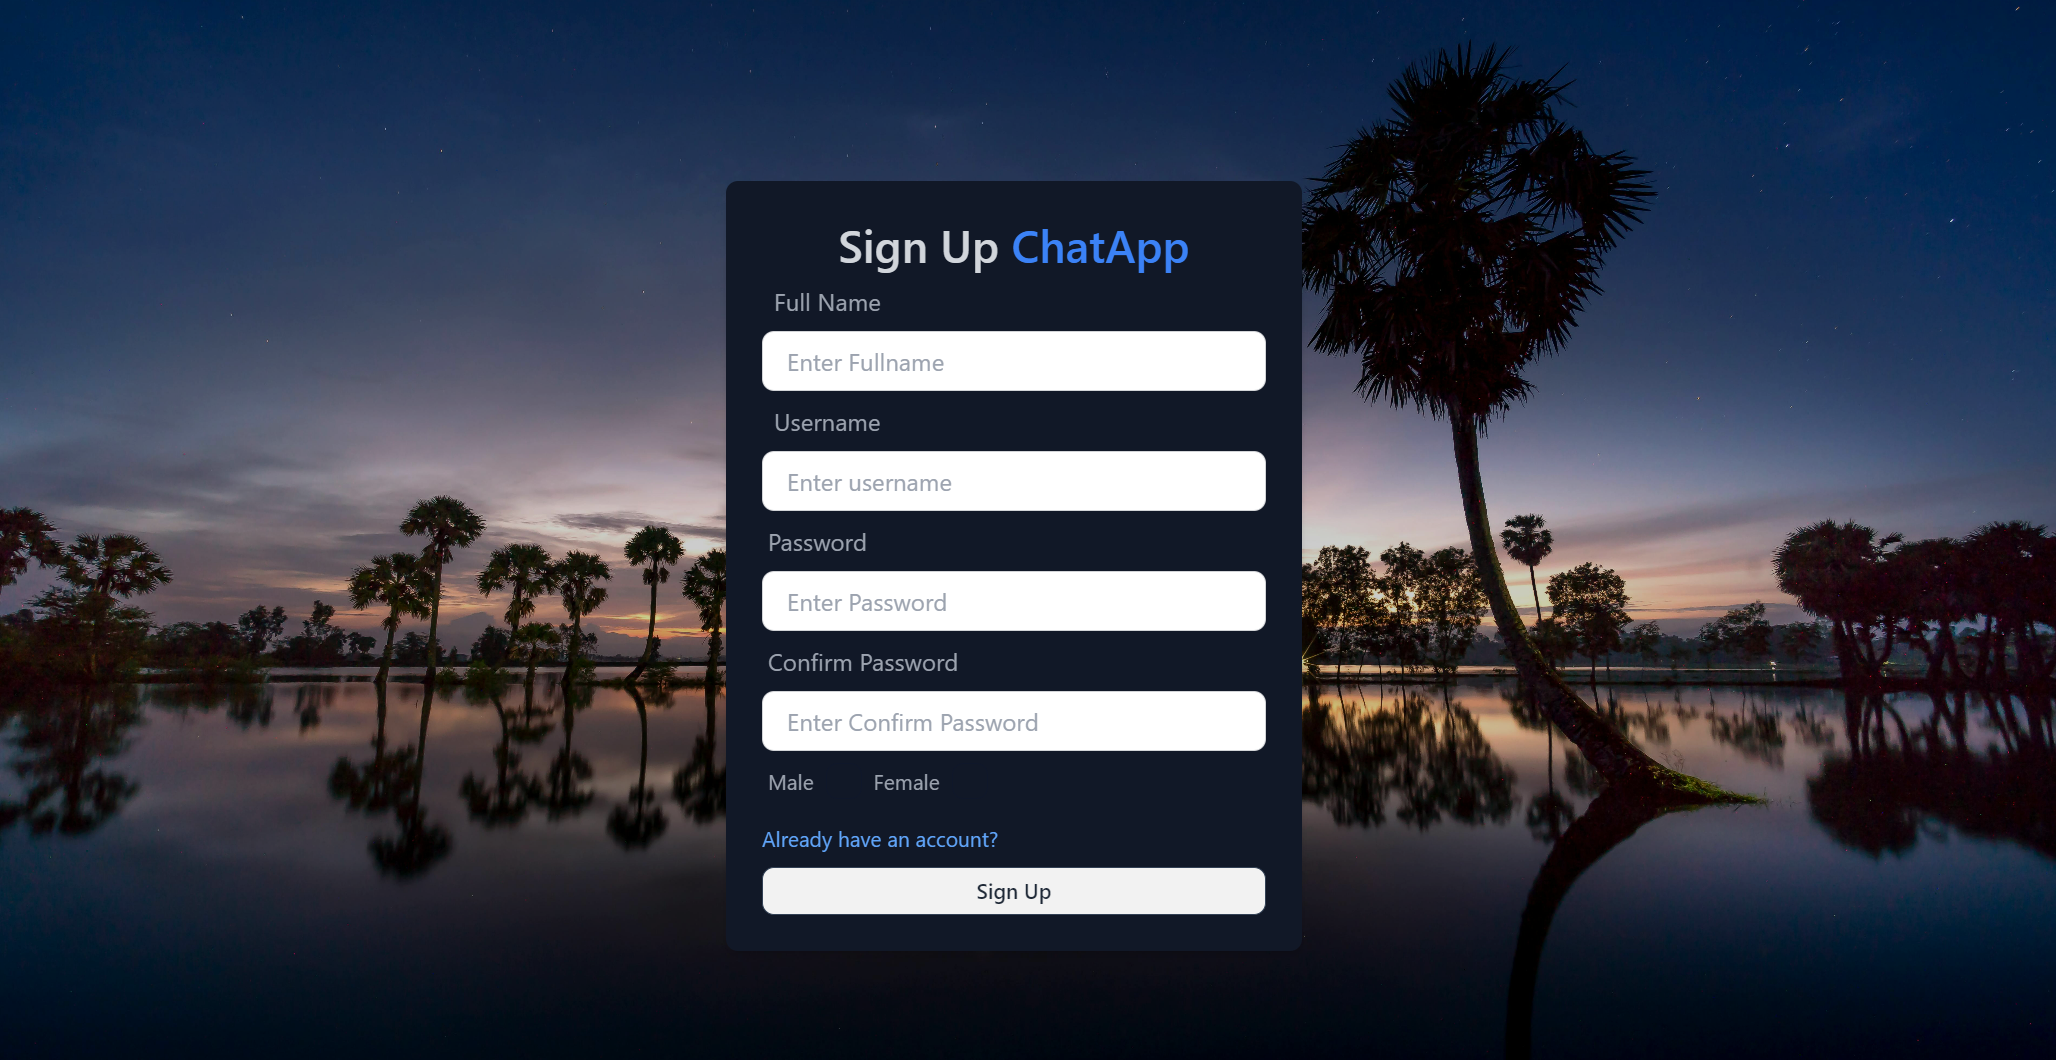 Sign Up ChatApp
Full Name
Enter Fullname
Username
Enter username
Password
Enter Password
Confirm Password
Enter Confirm Password
Male Female
Already have an account?
Sign Up